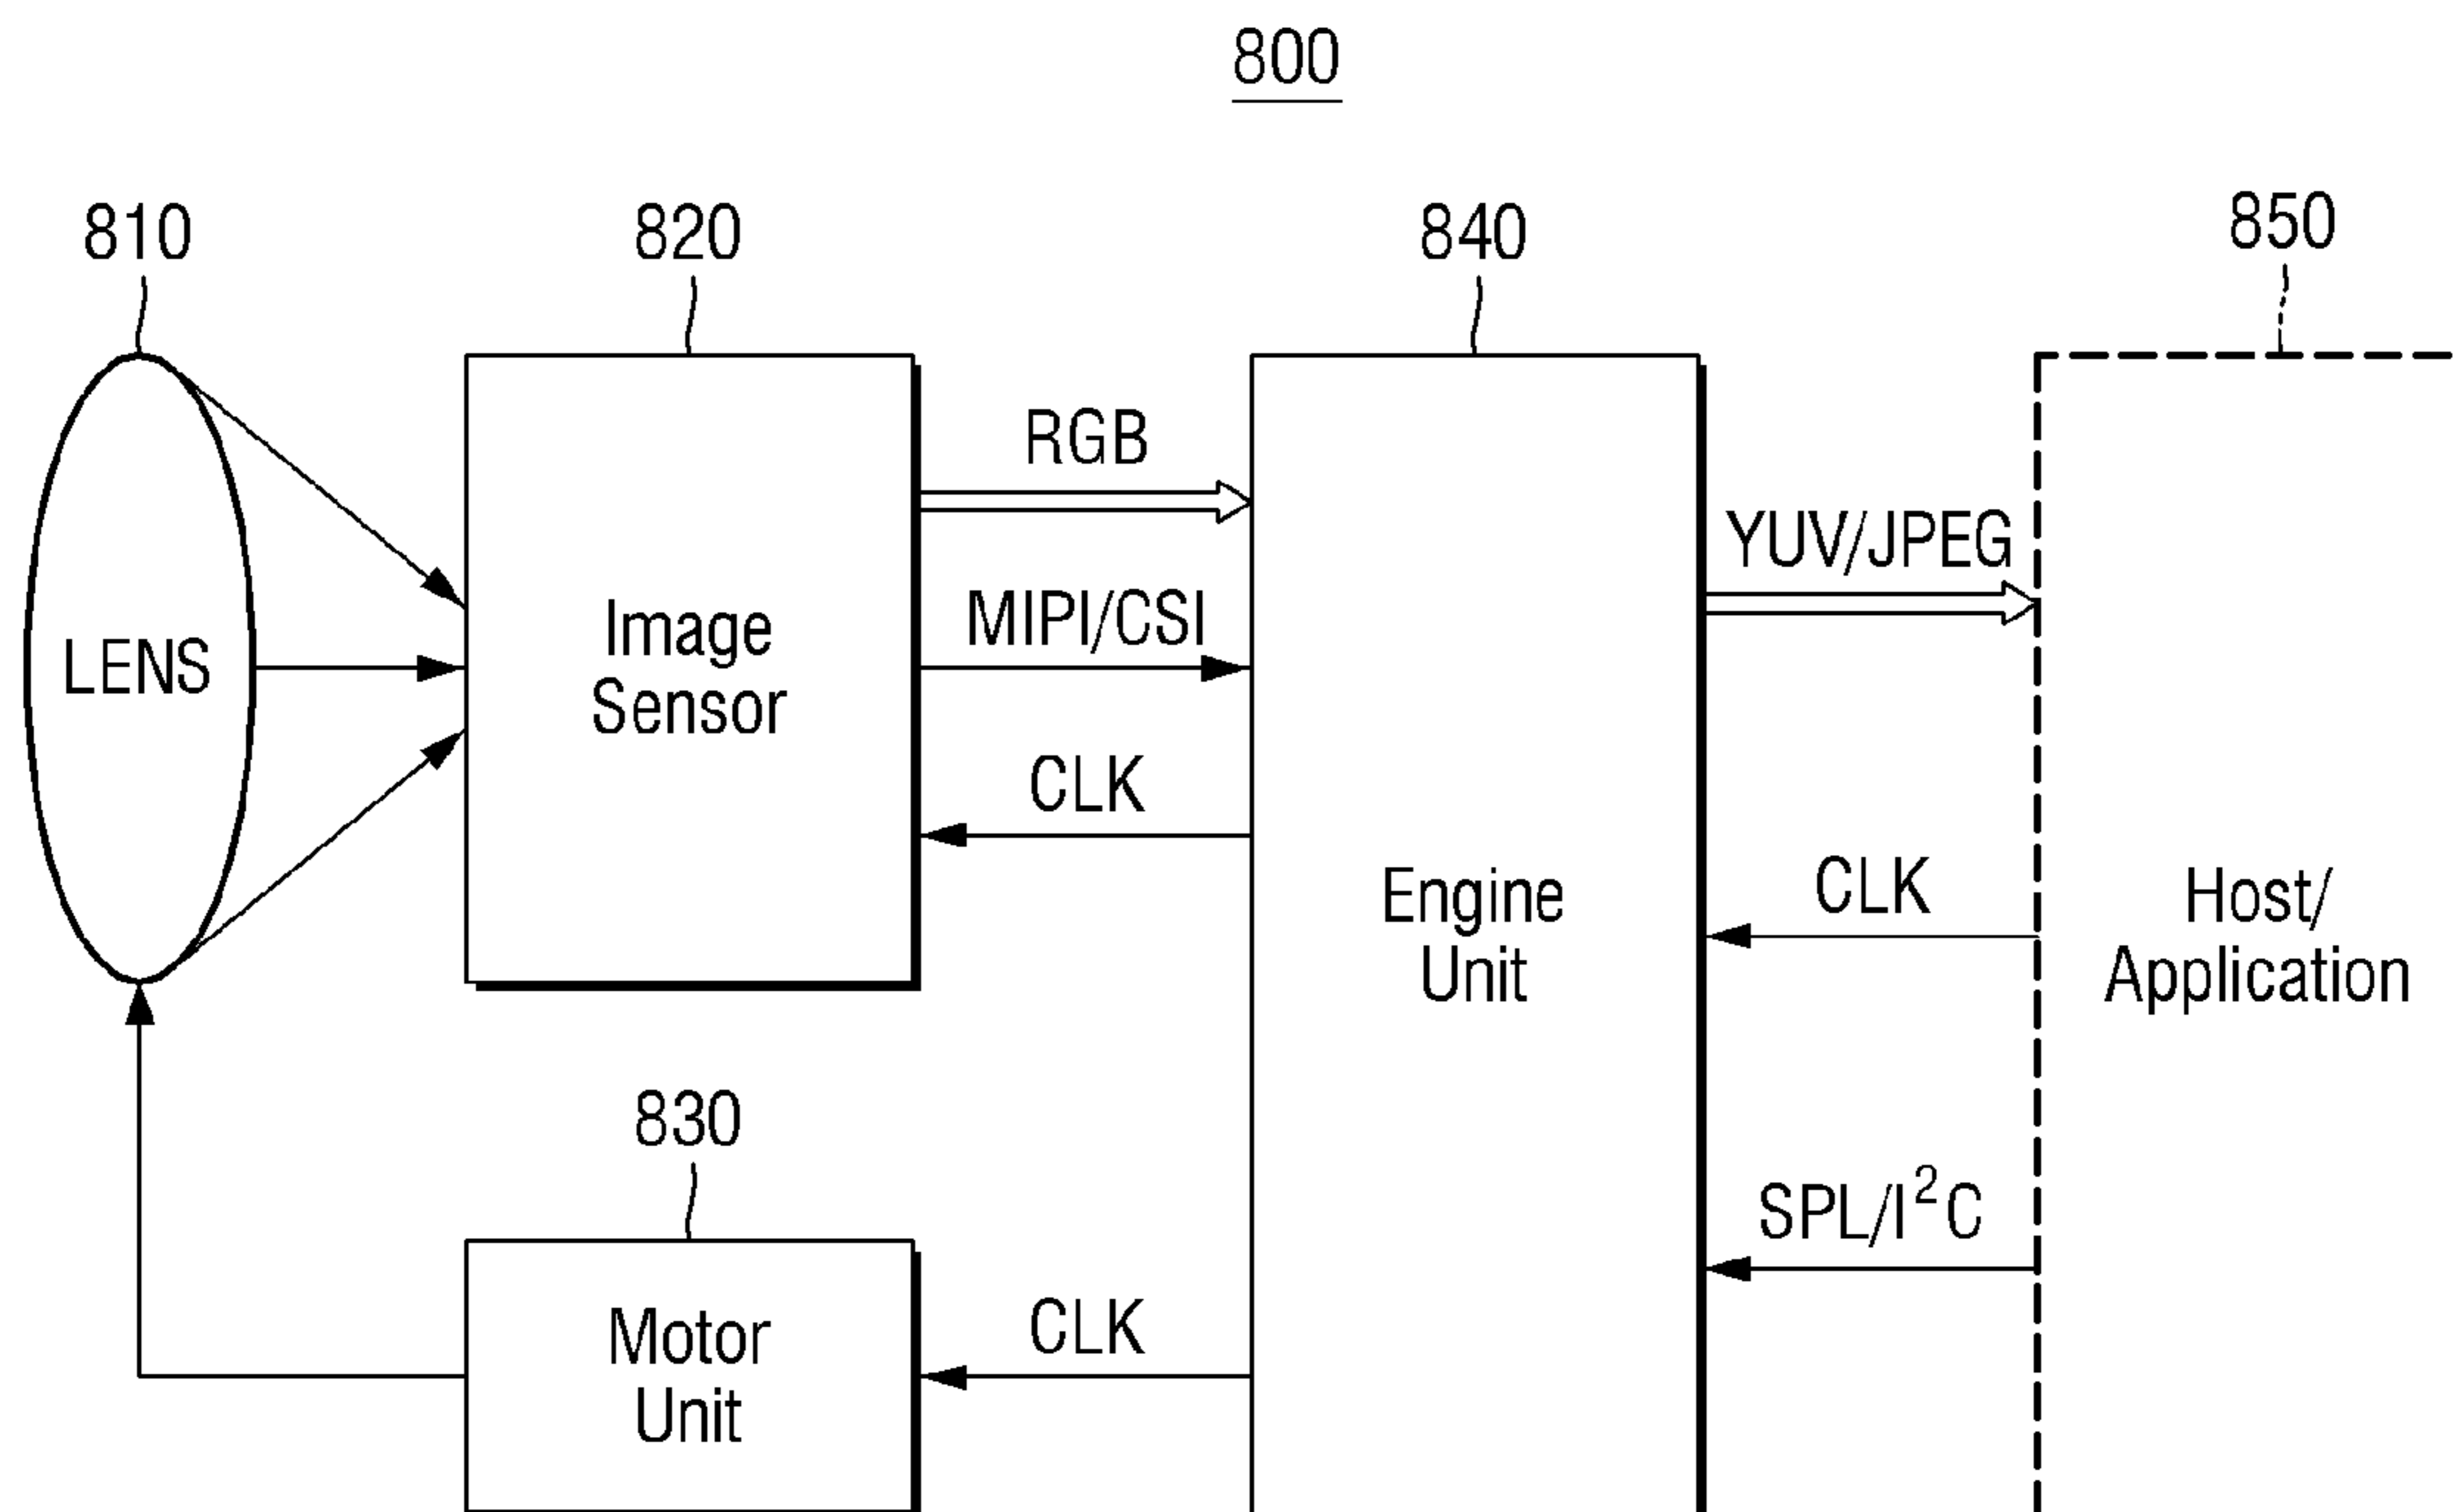 800
810
820
840
850
LENS
Image
Sensor
RGB
MIPI/CSI
CLK
Engine
Unit
YUV/JPEG
CLK
SPL/I²C
Host/
Application
830
Motor
Unit
CLK